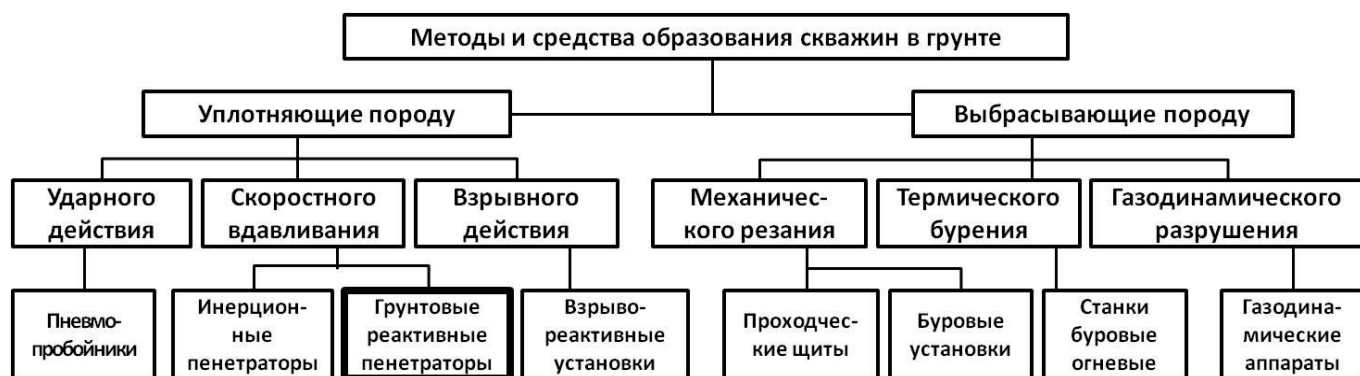 Методы и средства образования скважин в грунте
Уплотняющие породу
Выбрасывающие породу
Ударного
действия
Скоростного
вдавливания
Взрывного
действия
Механичес-
кого резания
Термического
бурения
Газодинамического
разрушения
Пневмо-
пробойники
Инерцион-
ные
пенетраторы
Грунтовые
реактивные
пенетраторы
Взрыво-
реактивные
установки
Проходчес-
кие щиты
Буровые
установки
Станки
буровые
огневые
Газодина-
мические
аппараты